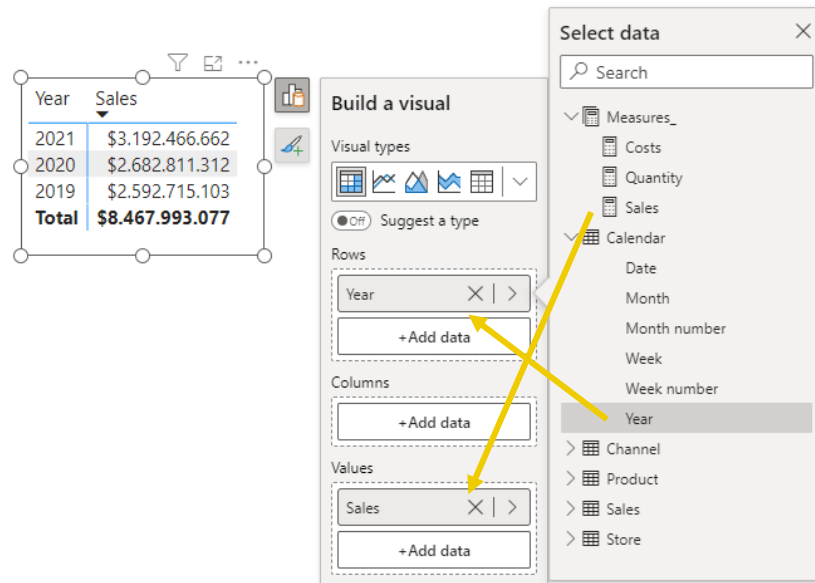 Year Sales
2021 $3.192.466.662
2020 $2.682.811.312
2019 $2.592.715.103
Total $8.467.993.077
Build a visual
Visual types
Off Suggest a type
Rows
Year
+Add data
Columns
+Add data
Values
Sales
+Add data
Select data
Search
Measures_
Costs
Quantity
Sales
Calendar
Date
Month
Month number
Week
Week number
Year
Channel
Product
Sales
Store